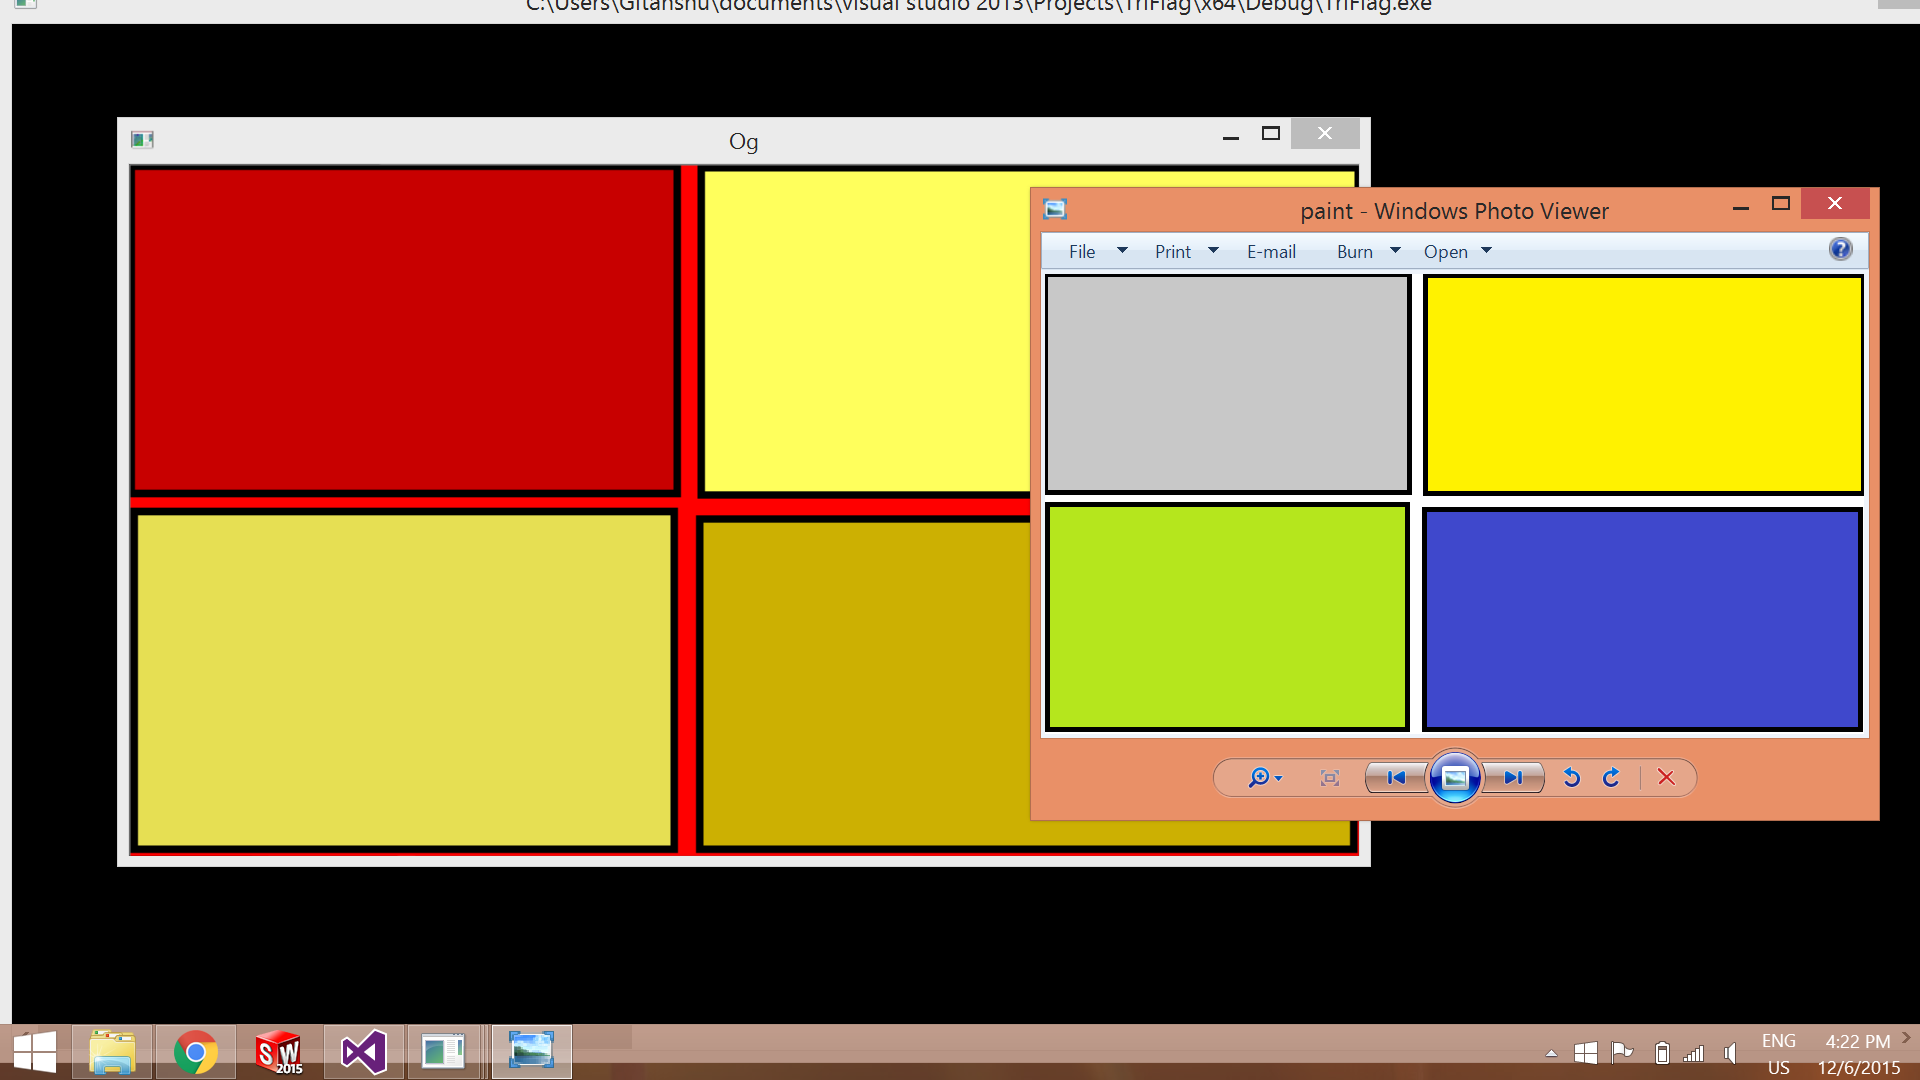 C:\Users\Gitanshu\documents\visual studio 2013\Projects\TriFlag\x64\Debug\TriFlag.exe
Og
paint - Windows Photo Viewer
File Print E-mail Burn Open
SW
2015
ENG
US
4:22 PM
12/6/2015